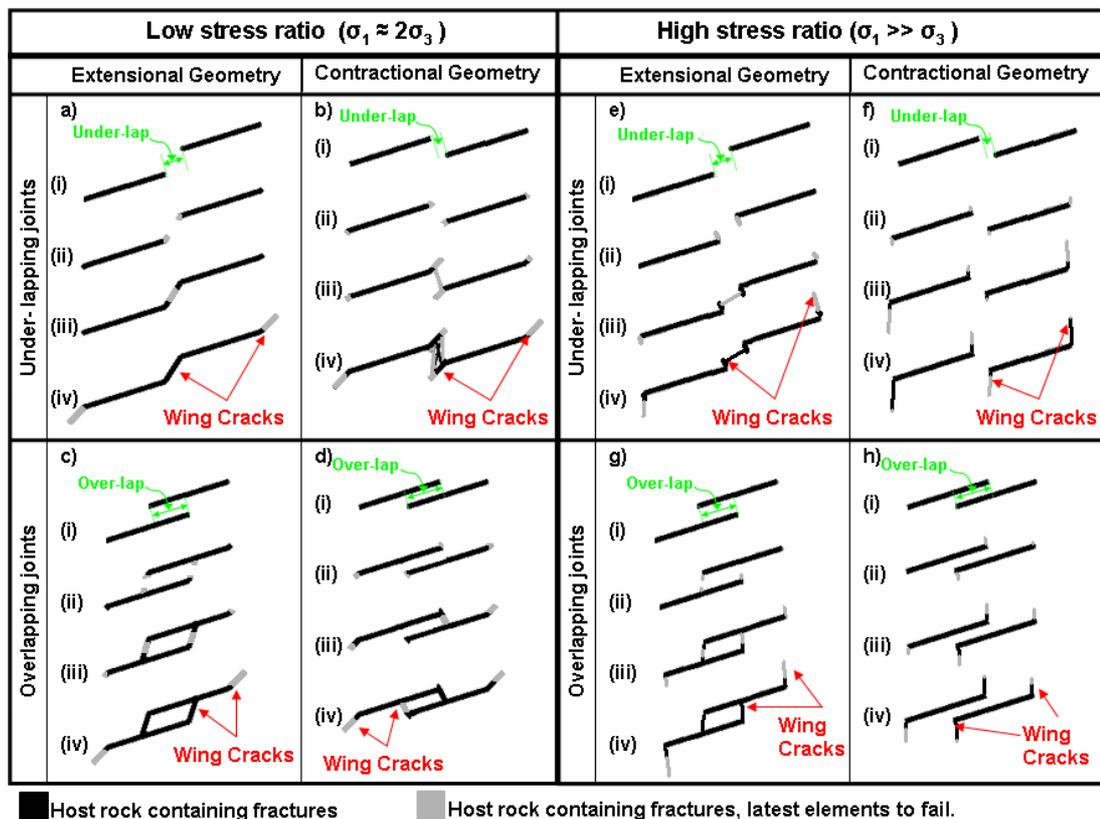 Low stress ratio (σ1 ≈ 2σ3 )
High stress ratio (σ1 >> σ3 )
Extensional Geometry
Contractional Geometry
Extensional Geometry
Contractional Geometry
Under- lapping joints
a)
Under-lap
(i)
(ii)
(iii)
(iv)
Wing Cracks
b)
Under-lap
(i)
(ii)
(iii)
(iv)
Wing Cracks
Under- lapping joints
e)
Under-lap
(i)
(ii)
(iii)
(iv)
Wing Cracks
f)
Under-lap
(i)
(ii)
(iii)
(iv)
Wing Cracks
Overlapping joints
c)
Over-lap
(i)
(ii)
(iii)
(iv)
Wing Cracks
d)
Over-lap
(i)
(ii)
(iii)
(iv)
Wing Cracks
Overlapping joints
g)
Over-lap
(i)
(ii)
(iii)
(iv)
Wing
Cracks
h)
Over-lap
(i)
(ii)
(iii)
(iv)
Wing
Cracks
Host rock containing fractures
Host rock containing fractures, latest elements to fail.